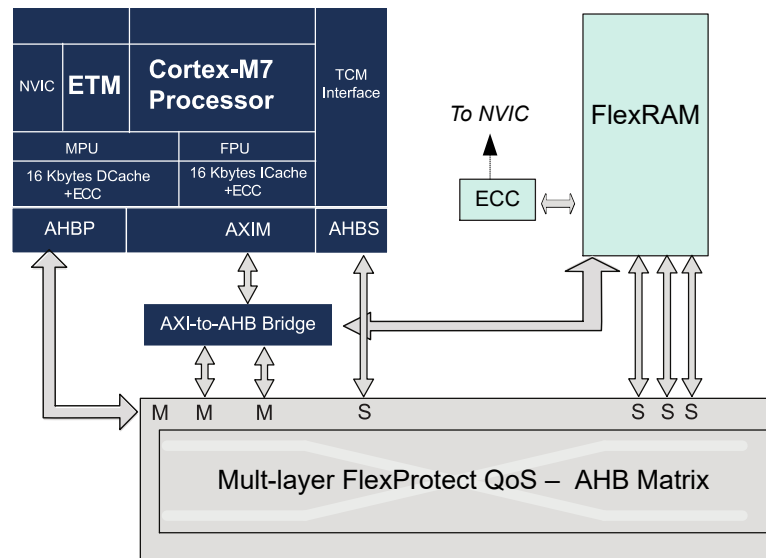 NVIC
ETM
Cortex-M7
Processor
TCM
Interface
MPU
FPU
16 Kbytes DCache
+ECC
16 Kbytes ICache
+ECC
AHBP
AXIM
AHBS
To NVIC
ECC
FlexRAM
AXI-to-AHB Bridge
M M M S S S S
Mult-layer FlexProtect QoS – AHB Matrix